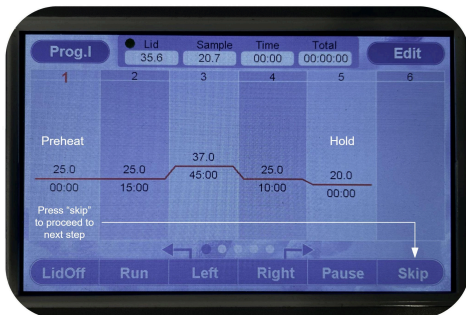 Prog.I
Lid Sample Time Total
35.6 20.7 00:00 00:00:00
Edit
1 2 3 4 5 6
Preheat
Hold
25.0 25.0 37.0 25.0 20.0
00:00 15:00 45:00 10:00 00:00
Press “skip”
to proceed to
next step
LidOff Run Left Right Pause Skip